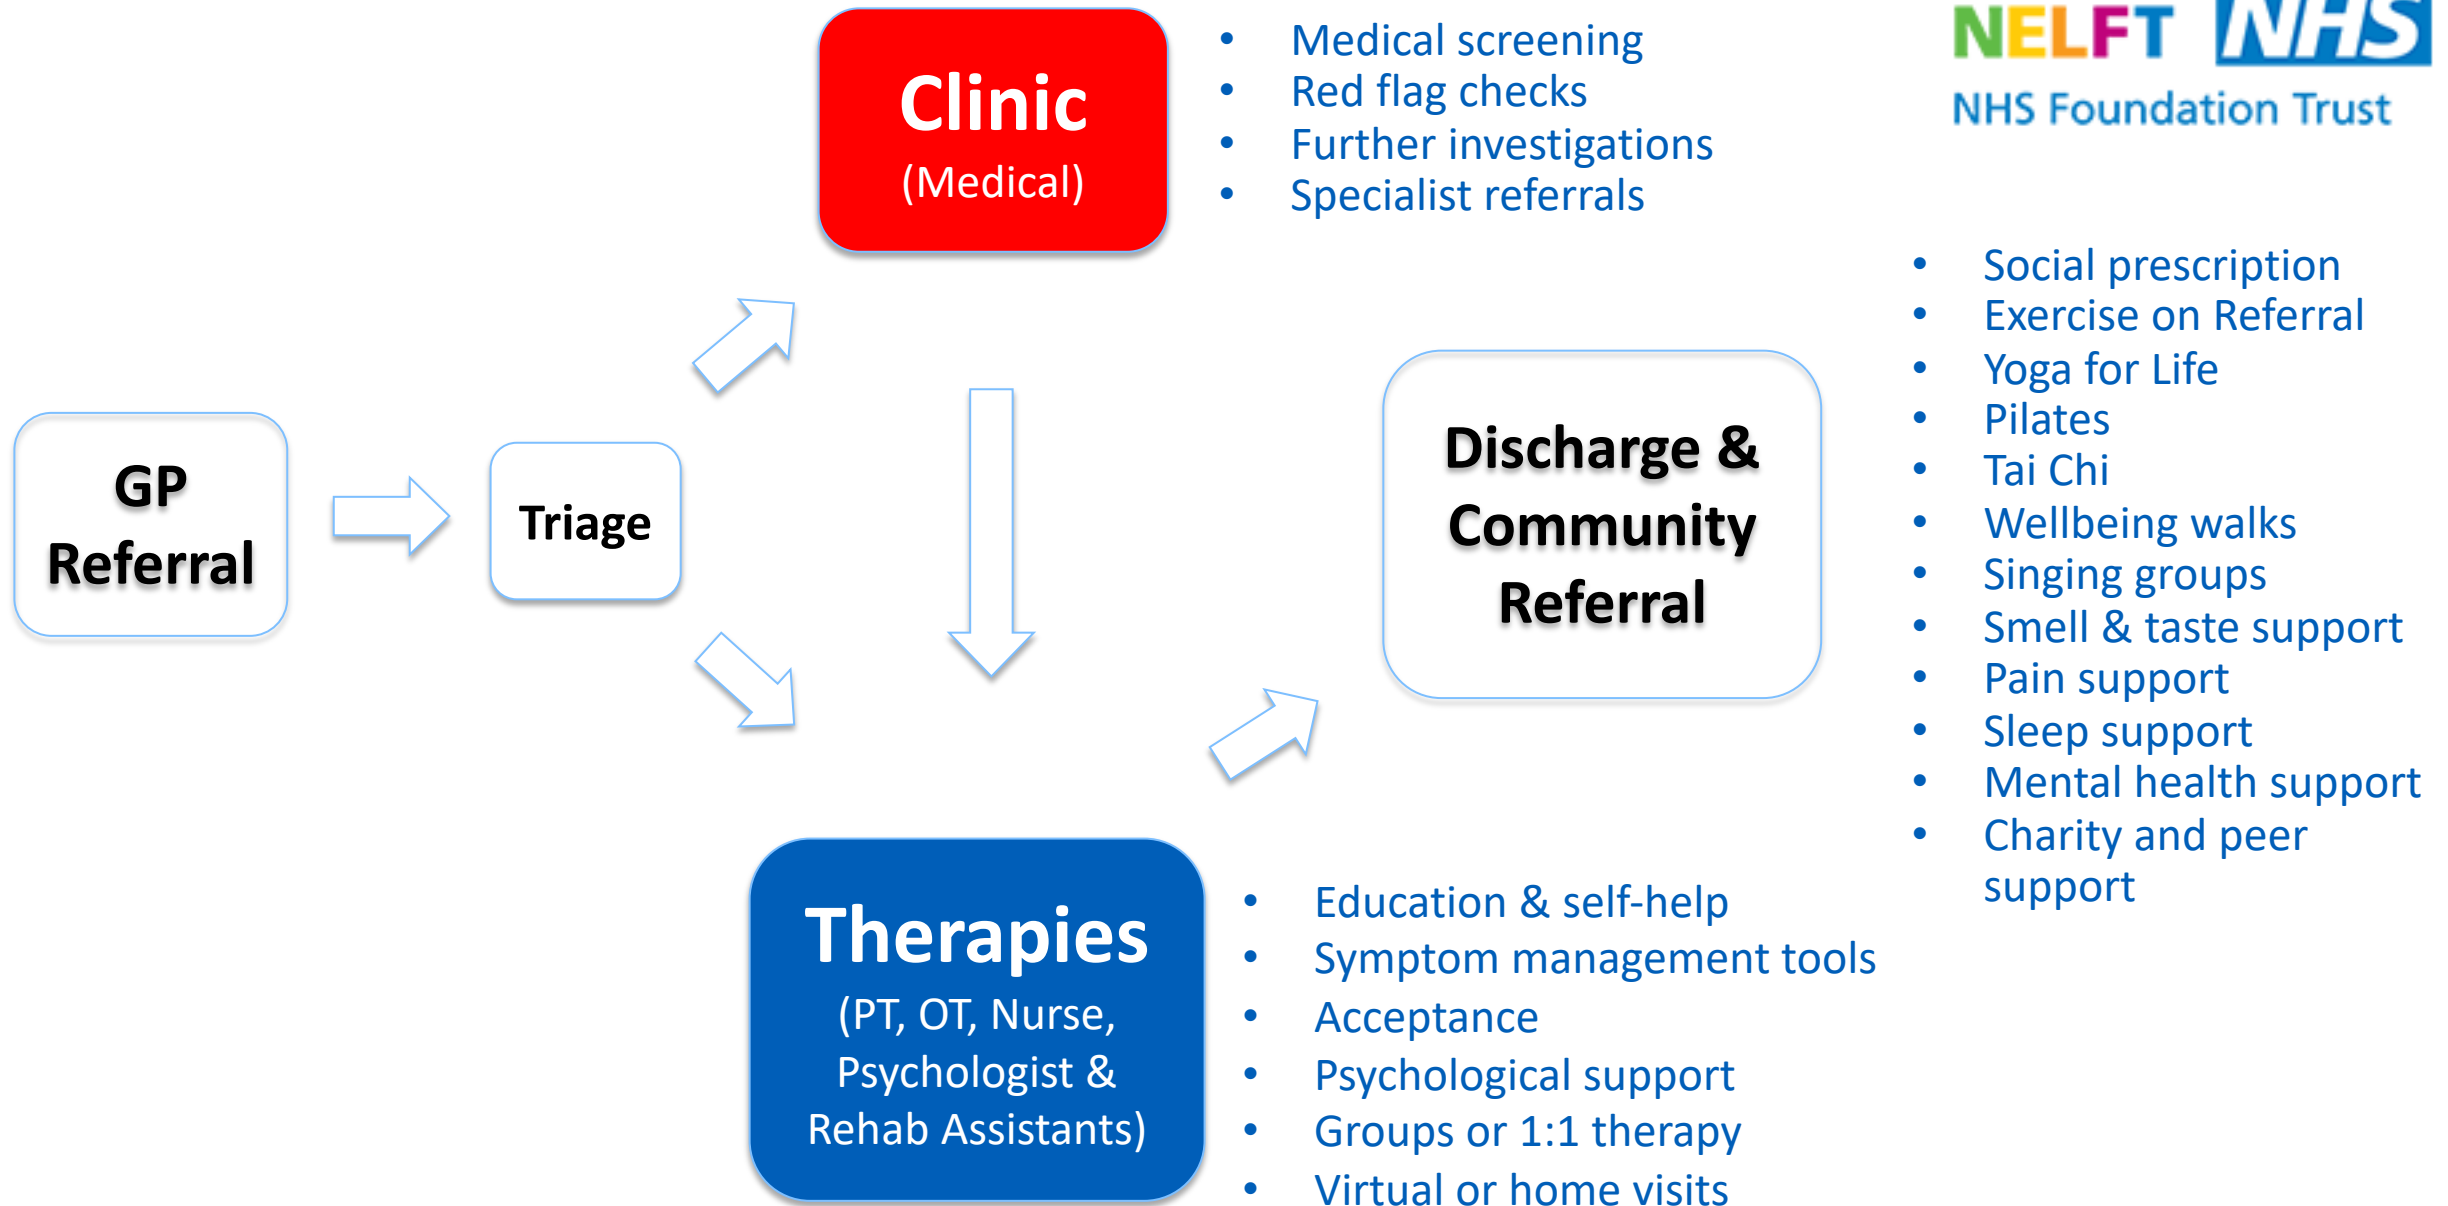 Clinic
(Medical)
• Medical screening
• Red flag checks
• Further investigations
• Specialist referrals
NELFT NHS
NHS Foundation Trust
GP
Referral
Triage
Discharge &
Community
Referral
• Social prescription
• Exercise on Referral
• Yoga for Life
• Pilates
• Tai Chi
• Wellbeing walks
• Singing groups
• Smell & taste support
• Pain support
• Sleep support
• Mental health support
• Charity and peer
support
Therapies
(PT, OT, Nurse,
Psychologist &
Rehab Assistants)
• Education & self-help
• Symptom management tools
• Acceptance
• Psychological support
• Groups or 1:1 therapy
• Virtual or home visits